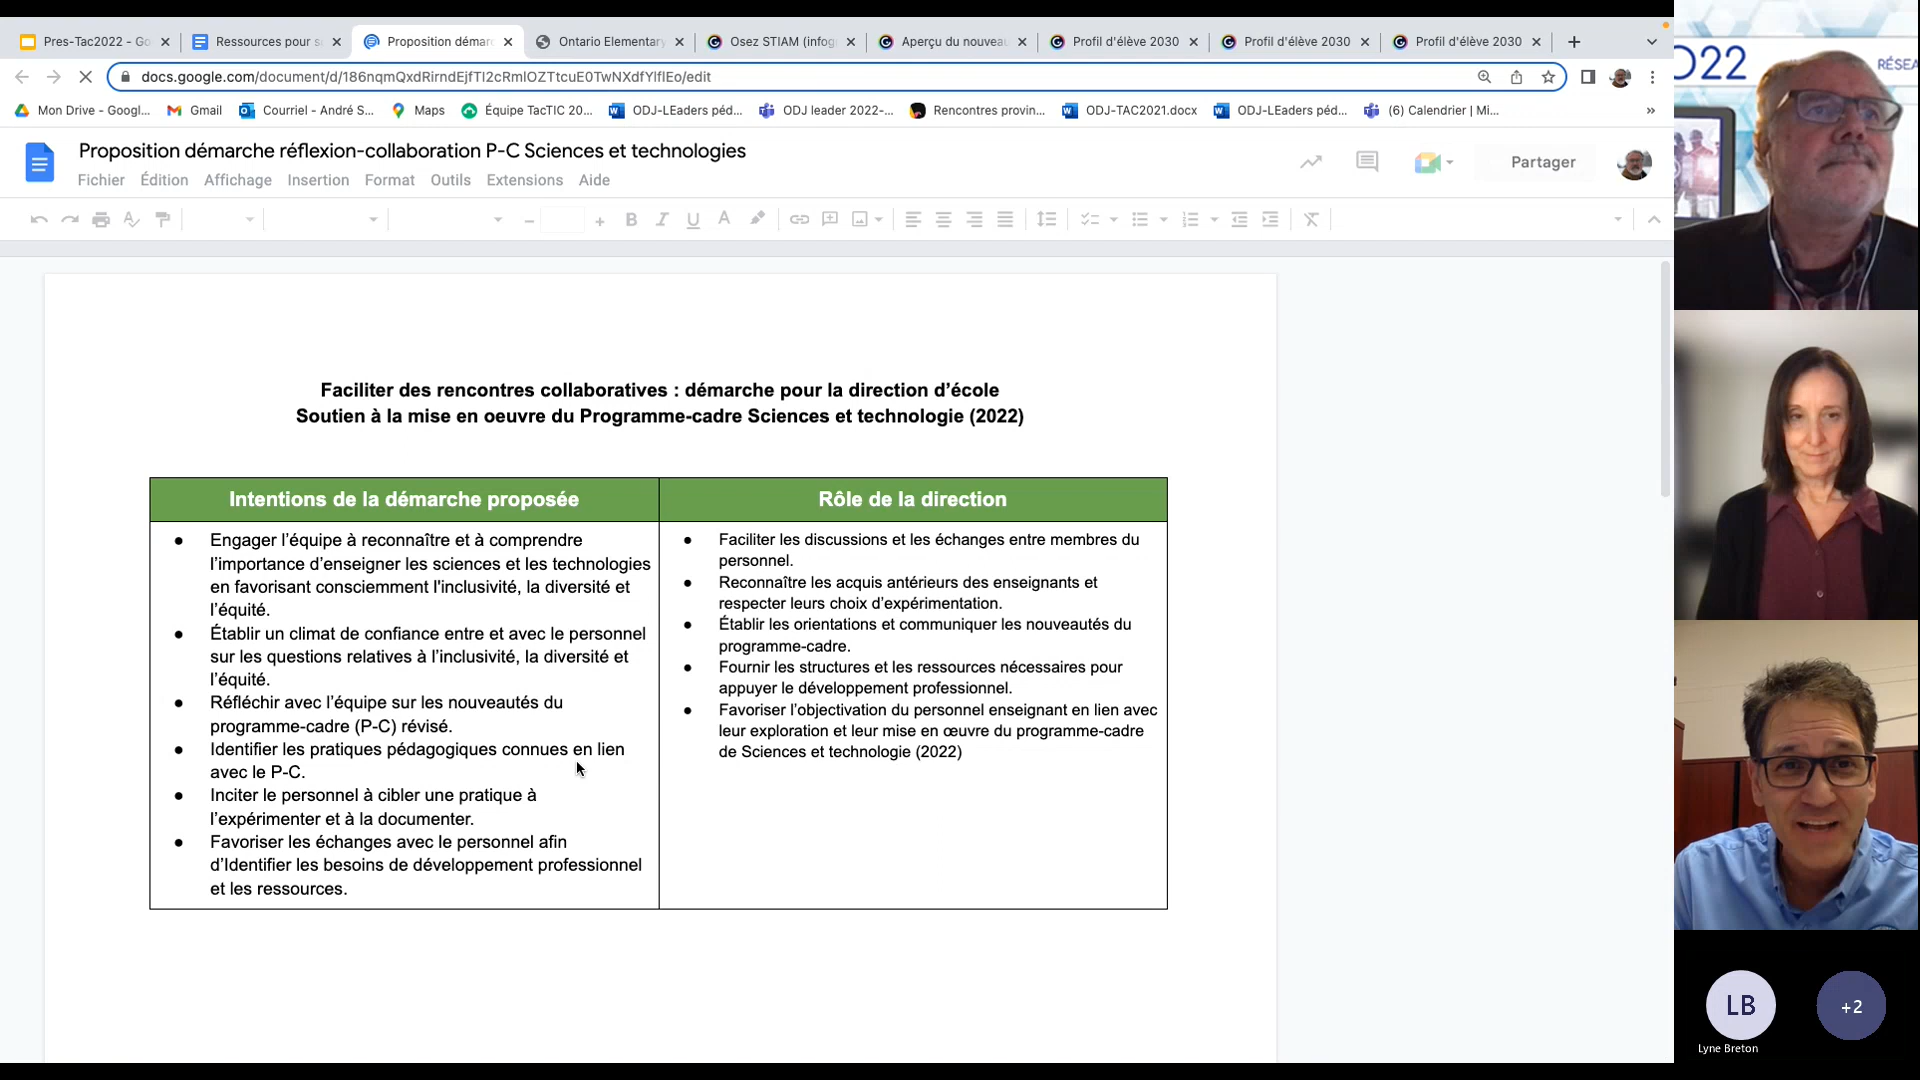 Pres-Tac2022 - Go
Ressources pour s
Proposition démar
Ontario Elementary
Osez STIAM (infog
Aperçu du nouvea
Profil d'élève 2030
Profil d'élève 2030
Profil d'élève 2030
docs.google.com/document/d/186nqmQxdRirndEjfTI2cRmlOZTtcuE0TwNXdfYlflEo/edit
Mon Drive - Googl...
Gmail
Courriel - André S...
Maps
Équipe TacTIC 20...
ODJ-LEaders péd...
ODJ leader 2022-...
Rencontres provin...
ODJ-TAC2021.docx
ODJ-LEaders péd...
(6) Calendrier | Mi...
»
Proposition démarche réflexion-collaboration P-C Sciences et technologies
Fichier Édition Affichage Insertion Format Outils Extensions Aide
Partager
Faciliter des rencontres collaboratives : démarche pour la direction d’école
Soutien à la mise en oeuvre du Programme-cadre Sciences et technologie (2022)
Intentions de la démarche proposée
● Engager l’équipe à reconnaître et à comprendre
l’importance d’enseigner les sciences et les technologies
en favorisant consciemment l'inclusivité, la diversité et
l’équité.
● Établir un climat de confiance entre et avec le personnel
sur les questions relatives à l’inclusivité, la diversité et
l’équité.
● Réfléchir avec l’équipe sur les nouveautés du
programme-cadre (P-C) révisé.
● Identifier les pratiques pédagogiques connues en lien
avec le P-C.
● Inciter le personnel à cibler une pratique à
l’expérimenter et à la documenter.
● Favoriser les échanges avec le personnel afin
d’Identifier les besoins de développement professionnel
et les ressources.
Rôle de la direction
● Faciliter les discussions et les échanges entre membres du
personnel.
● Reconnaître les acquis antérieurs des enseignants et
respecter leurs choix d’expérimentation.
● Établir les orientations et communiquer les nouveautés du
programme-cadre.
● Fournir les structures et les ressources nécessaires pour
appuyer le développement professionnel.
● Favoriser l’objectivation du personnel enseignant en lien avec
leur exploration et leur mise en œuvre du programme-cadre
de Sciences et technologie (2022)
022
RÉSEA
LB
+2
Lyne Breton